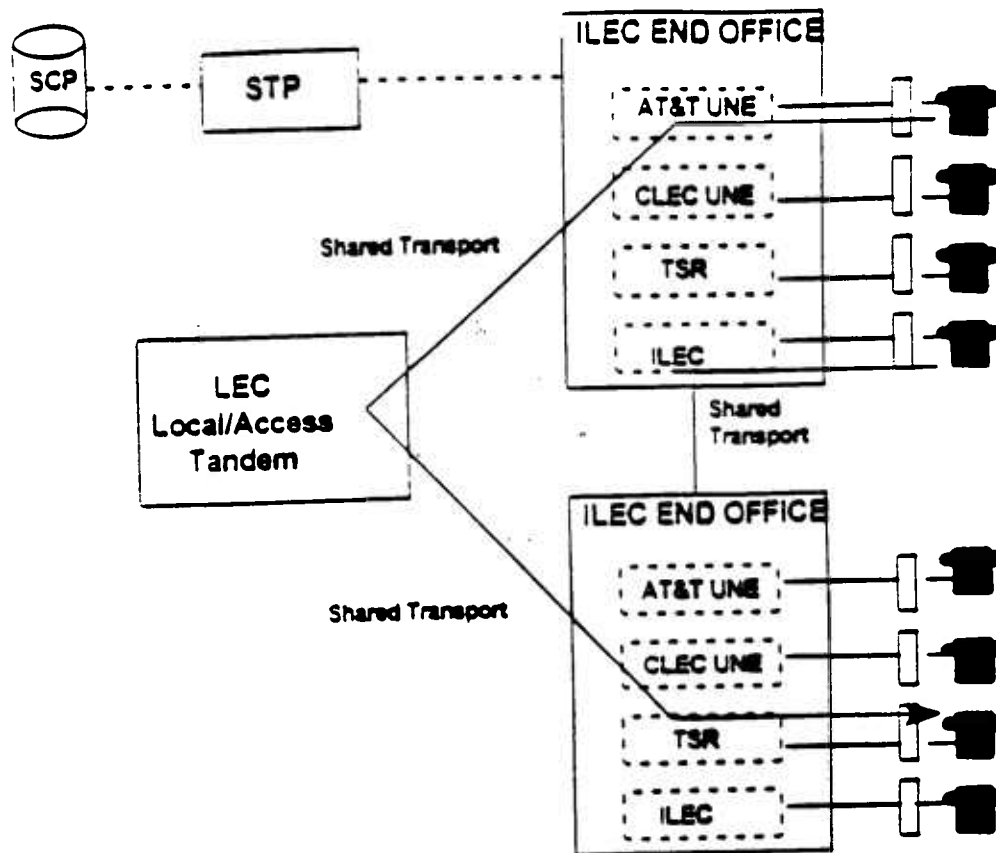 ILEC END OFFICE
SCP
STP
AT&T UNE
CLEC UNE
TSR
ILEC
Shared Transport
LEC
Local/Access
Tandem
Shared
Transport
ILEC END OFFICE
AT&T UNE
CLEC UNE
TSR
ILEC
Shared Transport